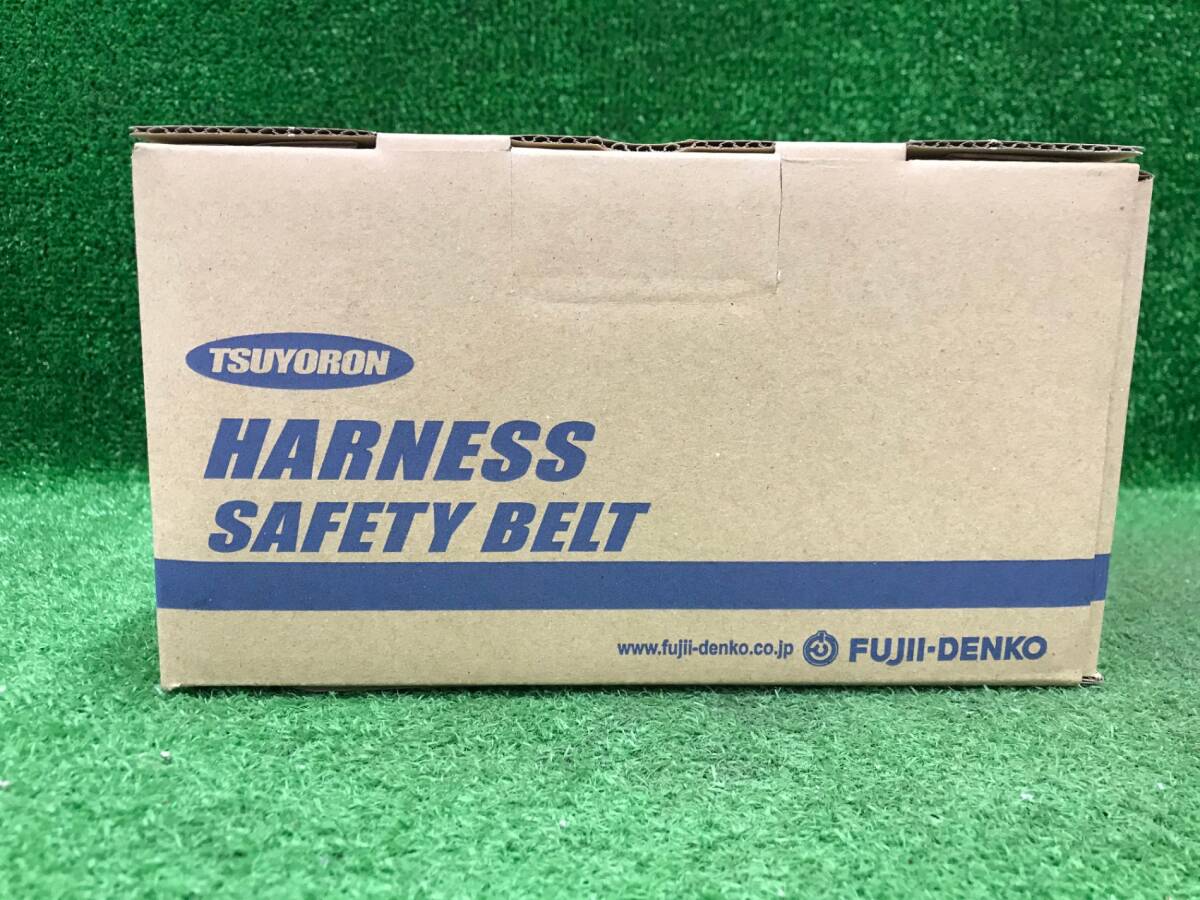 TSUYORON
HARNESS
SAFETY BELT
www.fujii-denko.co.jp FUJII-DENKO